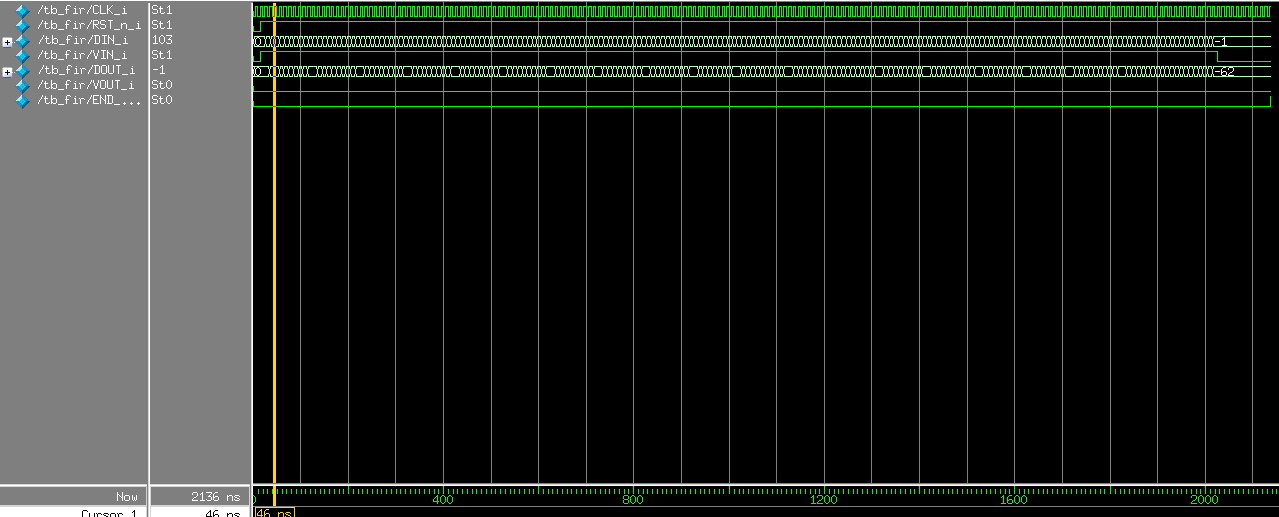 /tb_fir/CLK_i St1
/tb_fir/RST_n_i St1
/tb_fir/DIN_i 103 -1
/tb_fir/VIN_i St1
/tb_fir/DOUT_i -1 -62
/tb_fir/VOUT_i St0
/tb_fir/END_... St0
Now 2136 ns 400 800 1200 1600 2000
Cursor 1 46 ns 46 ns